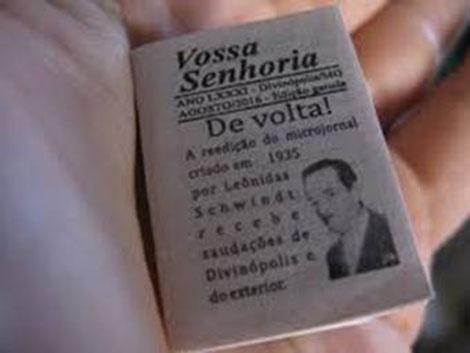 Vossa
Senhoria
ANO LXXXI - Divinópolis/MG
AGOSTO/2016 - Edição
De volta!
A reedição do microjornal
criado em 1935
por Leônidas
Schwindt
recebe
saudações de
Divinópolis e
do exterior.